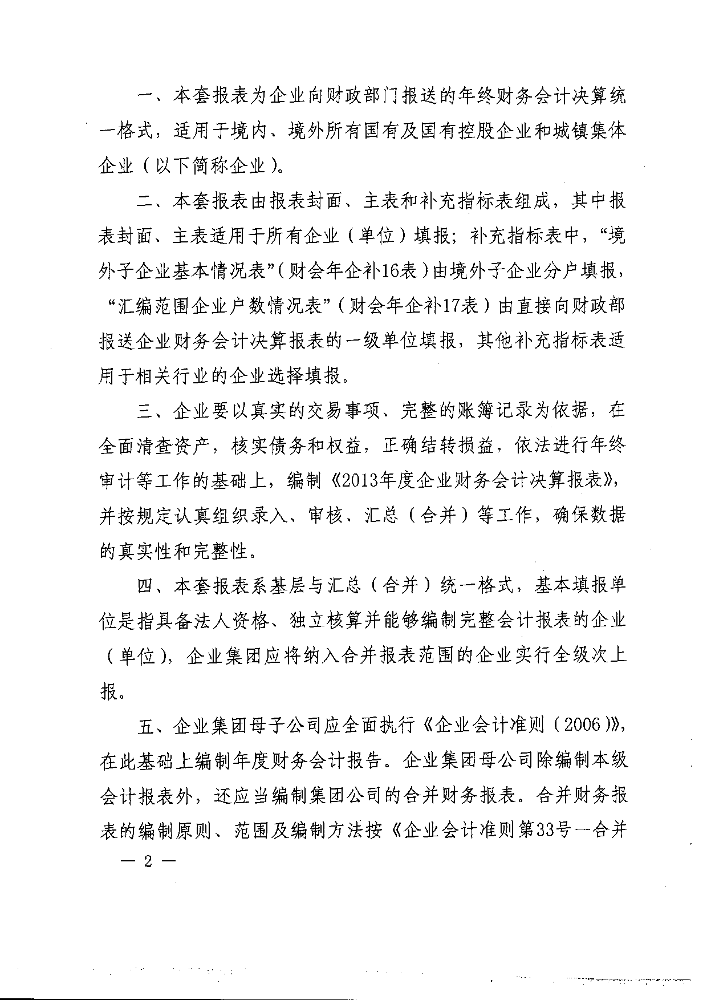 一、本套报表为企业向财政部门报送的年终财务会计决算统
一格式，适用于境内、境外所有国有及国有控股企业和城镇集体
企业（以下简称企业）。
二、本套报表由报表封面、主表和补充指标表组成，其中报
表封面、主表适用于所有企业（单位）填报；补充指标表中，“境
外子企业基本情况表”（财会年企补16表）由境外子企业分户填报，
“汇编范围企业户数情况表”（财会年企补17表）由直接向财政部
报送企业财务会计决算报表的一级单位填报，其他补充指标表适
用于相关行业的企业选择填报。
三、企业要以真实的交易事项、完整的账簿记录为依据，在
全面清查资产，核实债务和权益，正确结转损益，依法进行年终
审计等工作的基础上，编制《2013年度企业财务会计决算报表》，
并按规定认真组织录入、审核、汇总（合并）等工作，确保数据
的真实性和完整性。
四、本套报表系基层与汇总（合并）统一格式，基本填报单
位是指具备法人资格、独立核算并能够编制完整会计报表的企业
（单位），企业集团应将纳入合并报表范围的企业实行全级次上
报。
五、企业集团母子公司应全面执行《企业会计准则（2006）》，
在此基础上编制年度财务会计报告。企业集团母公司除编制本级
会计报表外，还应当编制集团公司的合并财务报表。合并财务报
表的编制原则、范围及编制方法按《企业会计准则第33号—合并
— 2 —